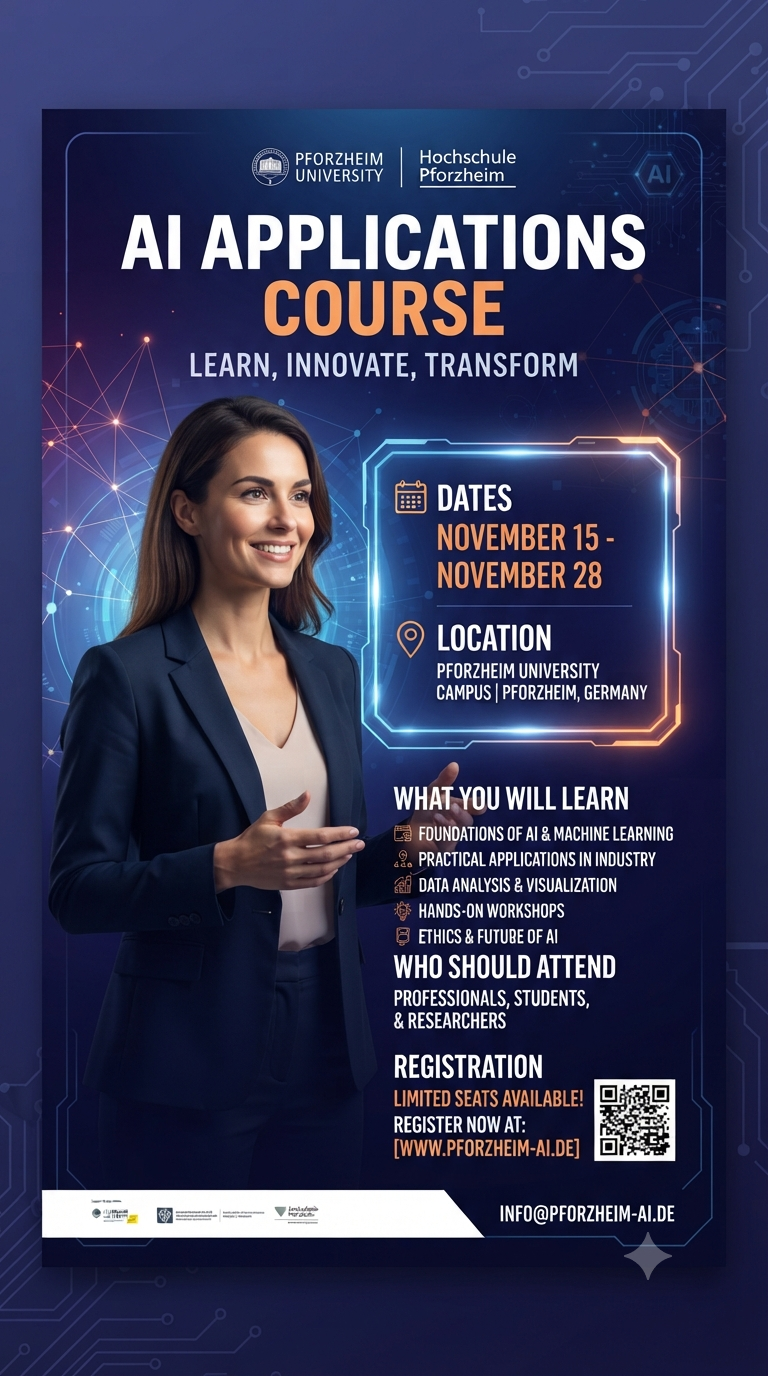 PFORZHEIM
UNIVERSITY
Hochschule
Pforzheim
AI
AI APPLICATIONS
COURSE
LEARN, INNOVATE, TRANSFORM
DATES
NOVEMBER 15 -
NOVEMBER 28
LOCATION
PFORZHEIM UNIVERSITY
CAMPUS | PFORZHEIM, GERMANY
WHAT YOU WILL LEARN
FOUNDATIONS OF AI & MACHINE LEARNING
PRACTICAL APPLICATIONS IN INDUSTRY
DATA ANALYSIS & VISUALIZATION
HANDS-ON WORKSHOPS
ETHICS & FUTUBE OF AI
WHO SHOULD ATTEND
PROFESSIONALS, STUDENTS,
& RESEARCHERS
REGISTRATION
LIMITED SEATS AVAILABLE!
REGISTER NOW AT:
[WWW.PFORZHEIM-AI.DE]
INFO@PFORZHEIM-AI.DE